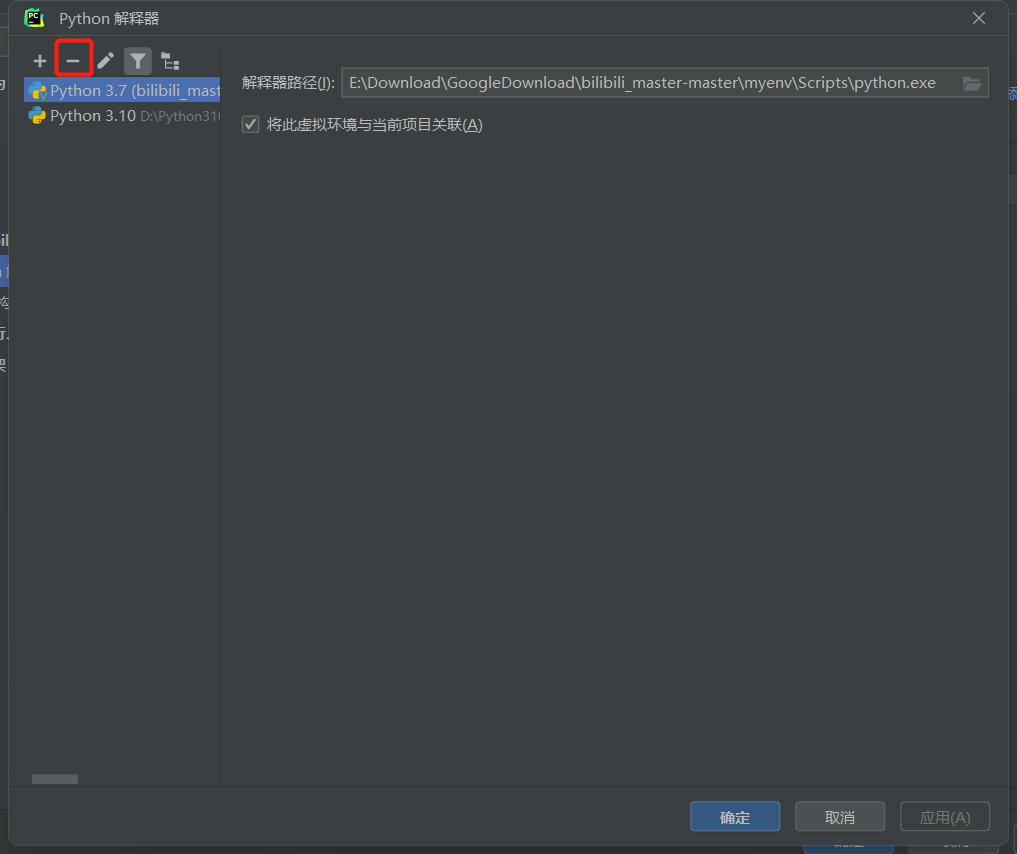 PC
Python 解释器
Python 3.7 (bilibili_mast
Python 3.10 D:\Python31
解释器路径(I): E:\Download\GoogleDownload\bilibili_master-master\myenv\Scripts\python.exe
将此虚拟环境与当前项目关联(A)
确定
取消
应用(A)